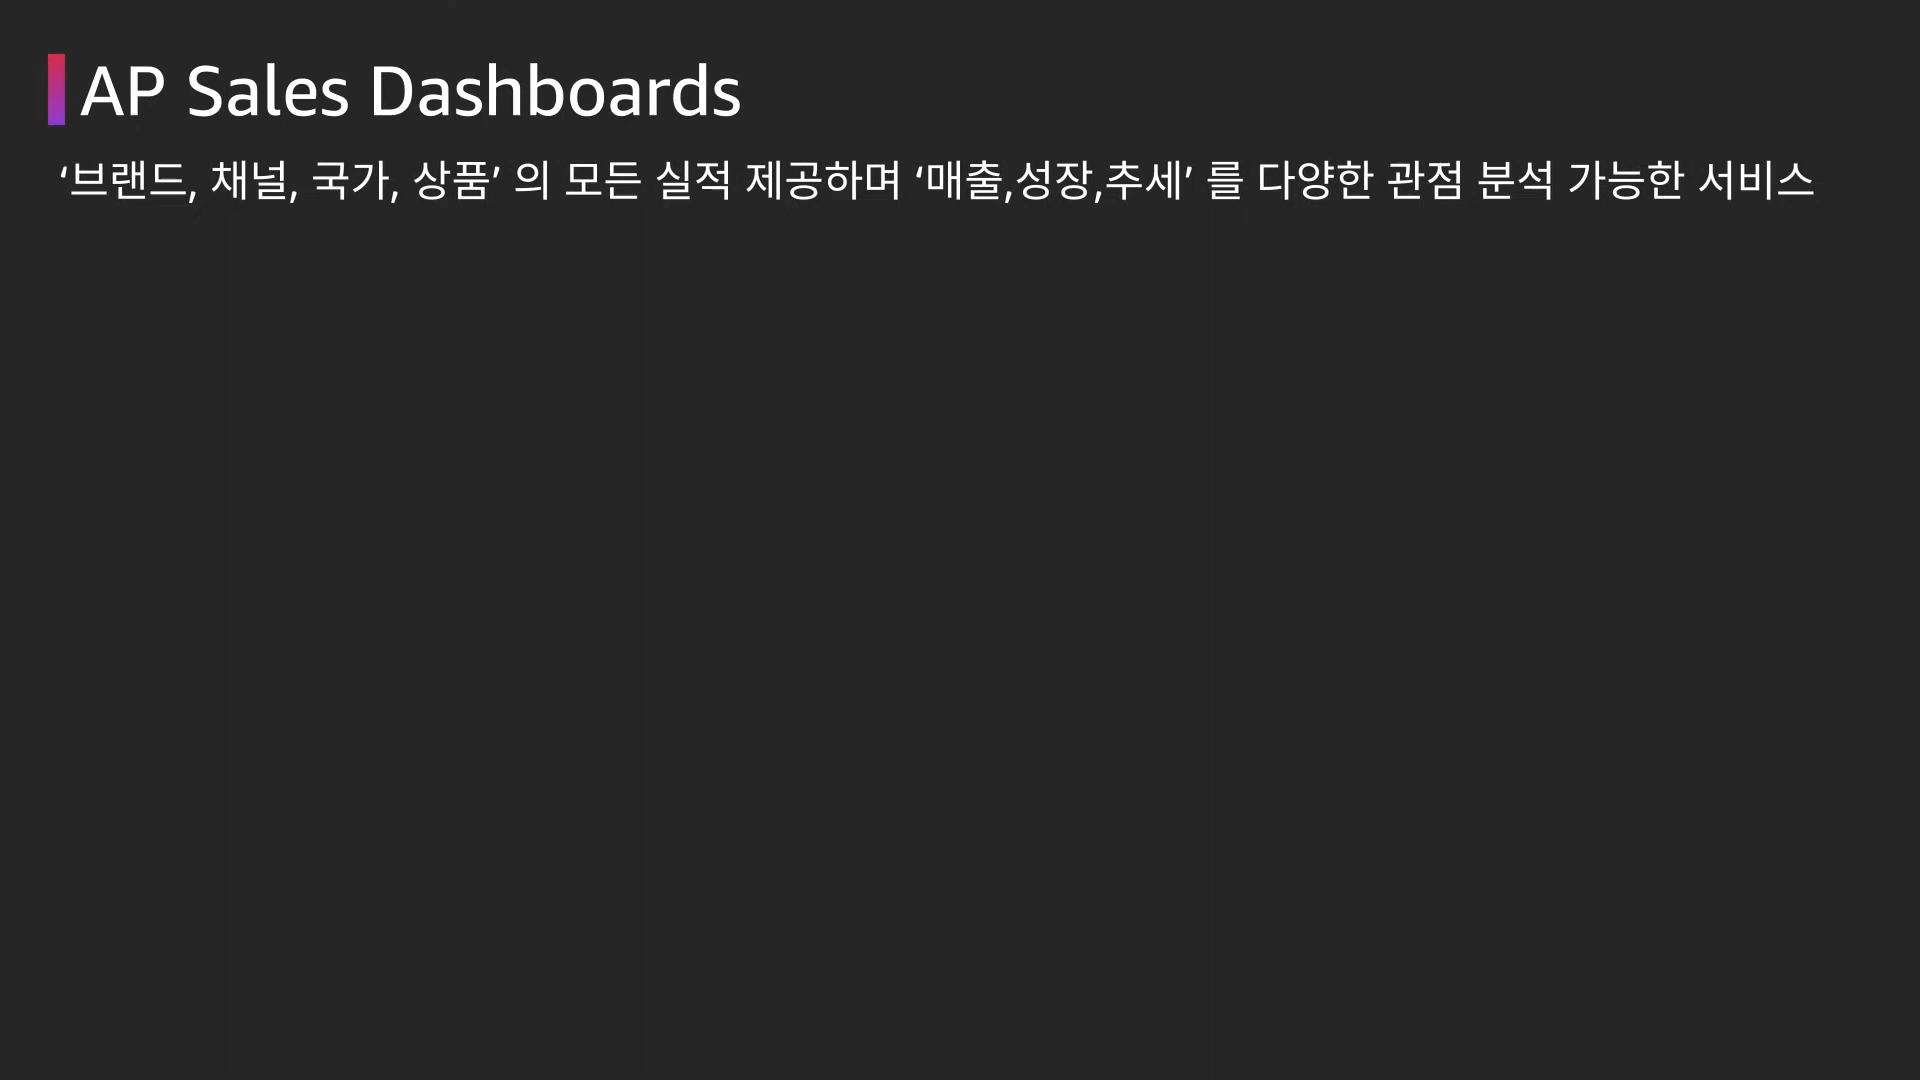 AP Sales Dashboards
‘브랜드, 채널, 국가, 상품’ 의 모든 실적 제공하며 ‘매출,성장,추세’ 를 다양한 관점 분석 가능한 서비스